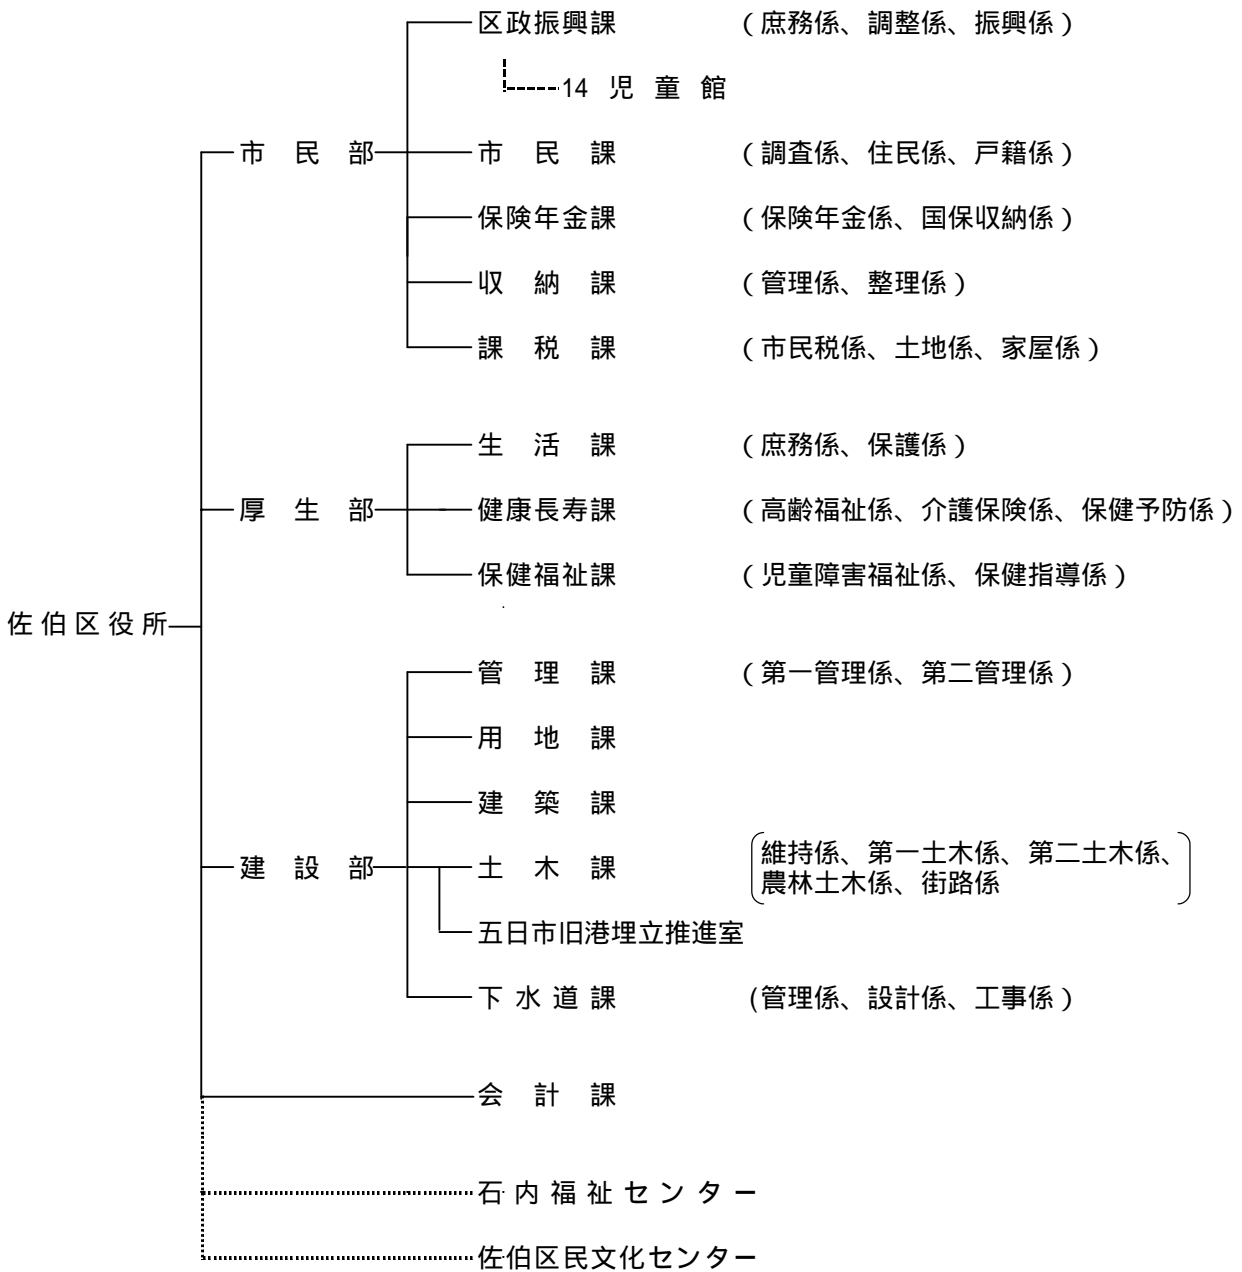 区政振興課 (庶務係、調整係、振興係)
14 児童館
市民部 市民課 (調査係、住民係、戸籍係)
保険年金課 (保険年金係、国保収納係)
収納課 (管理係、整理係)
課税課 (市民税係、土地係、家屋係)
生活課 (庶務係、保護係)
厚生部 健康長寿課 (高齢福祉係、介護保険係、保健予防係)
保健福祉課 (児童障害福祉係、保健指導係)
佐伯区役所
管理課 (第一管理係、第二管理係)
用地課
建築課
建設部 土木課 (維持係、第一土木係、第二土木係、
農林土木係、街路係)
五日市旧港埋立推進室
下水道課 (管理係、設計係、工事係)
会計課
石内福祉センター
佐伯区民文化センター